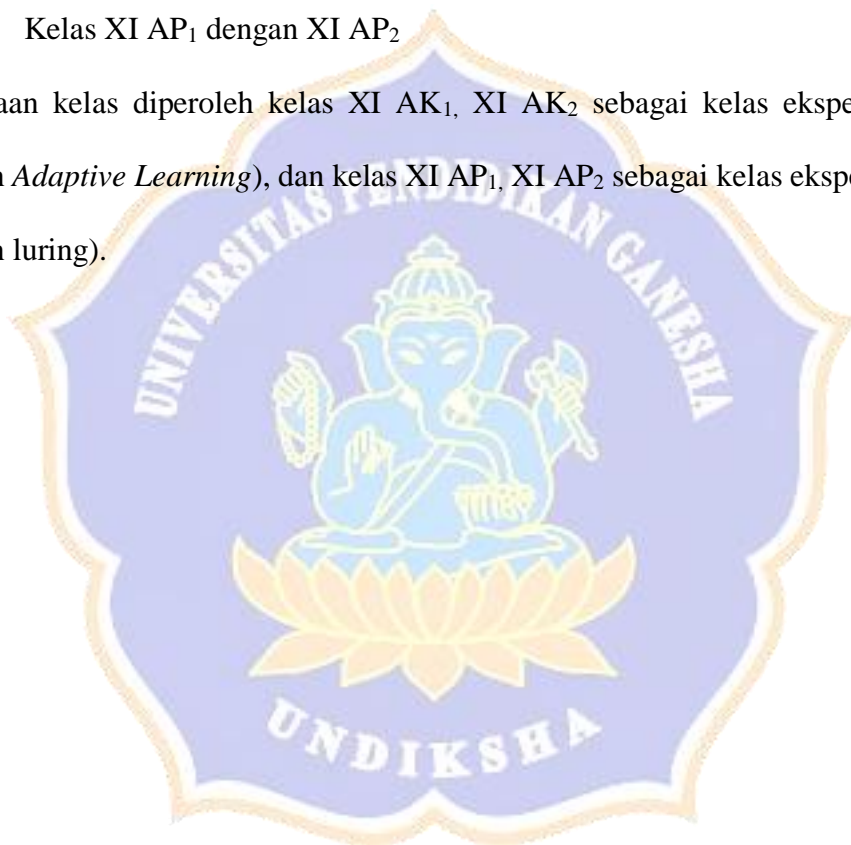 Kelas XI AP₁ dengan XI AP₂
aan kelas diperoleh kelas XI AK₁, XI AK₂ sebagai kelas ekspe
n Adaptive Learning), dan kelas XI AP₁, XI AP₂ sebagai kelas ekspe
n luring).
UNIVERSITAS PENDIDIKAN GANESHA
UNDIKSHA